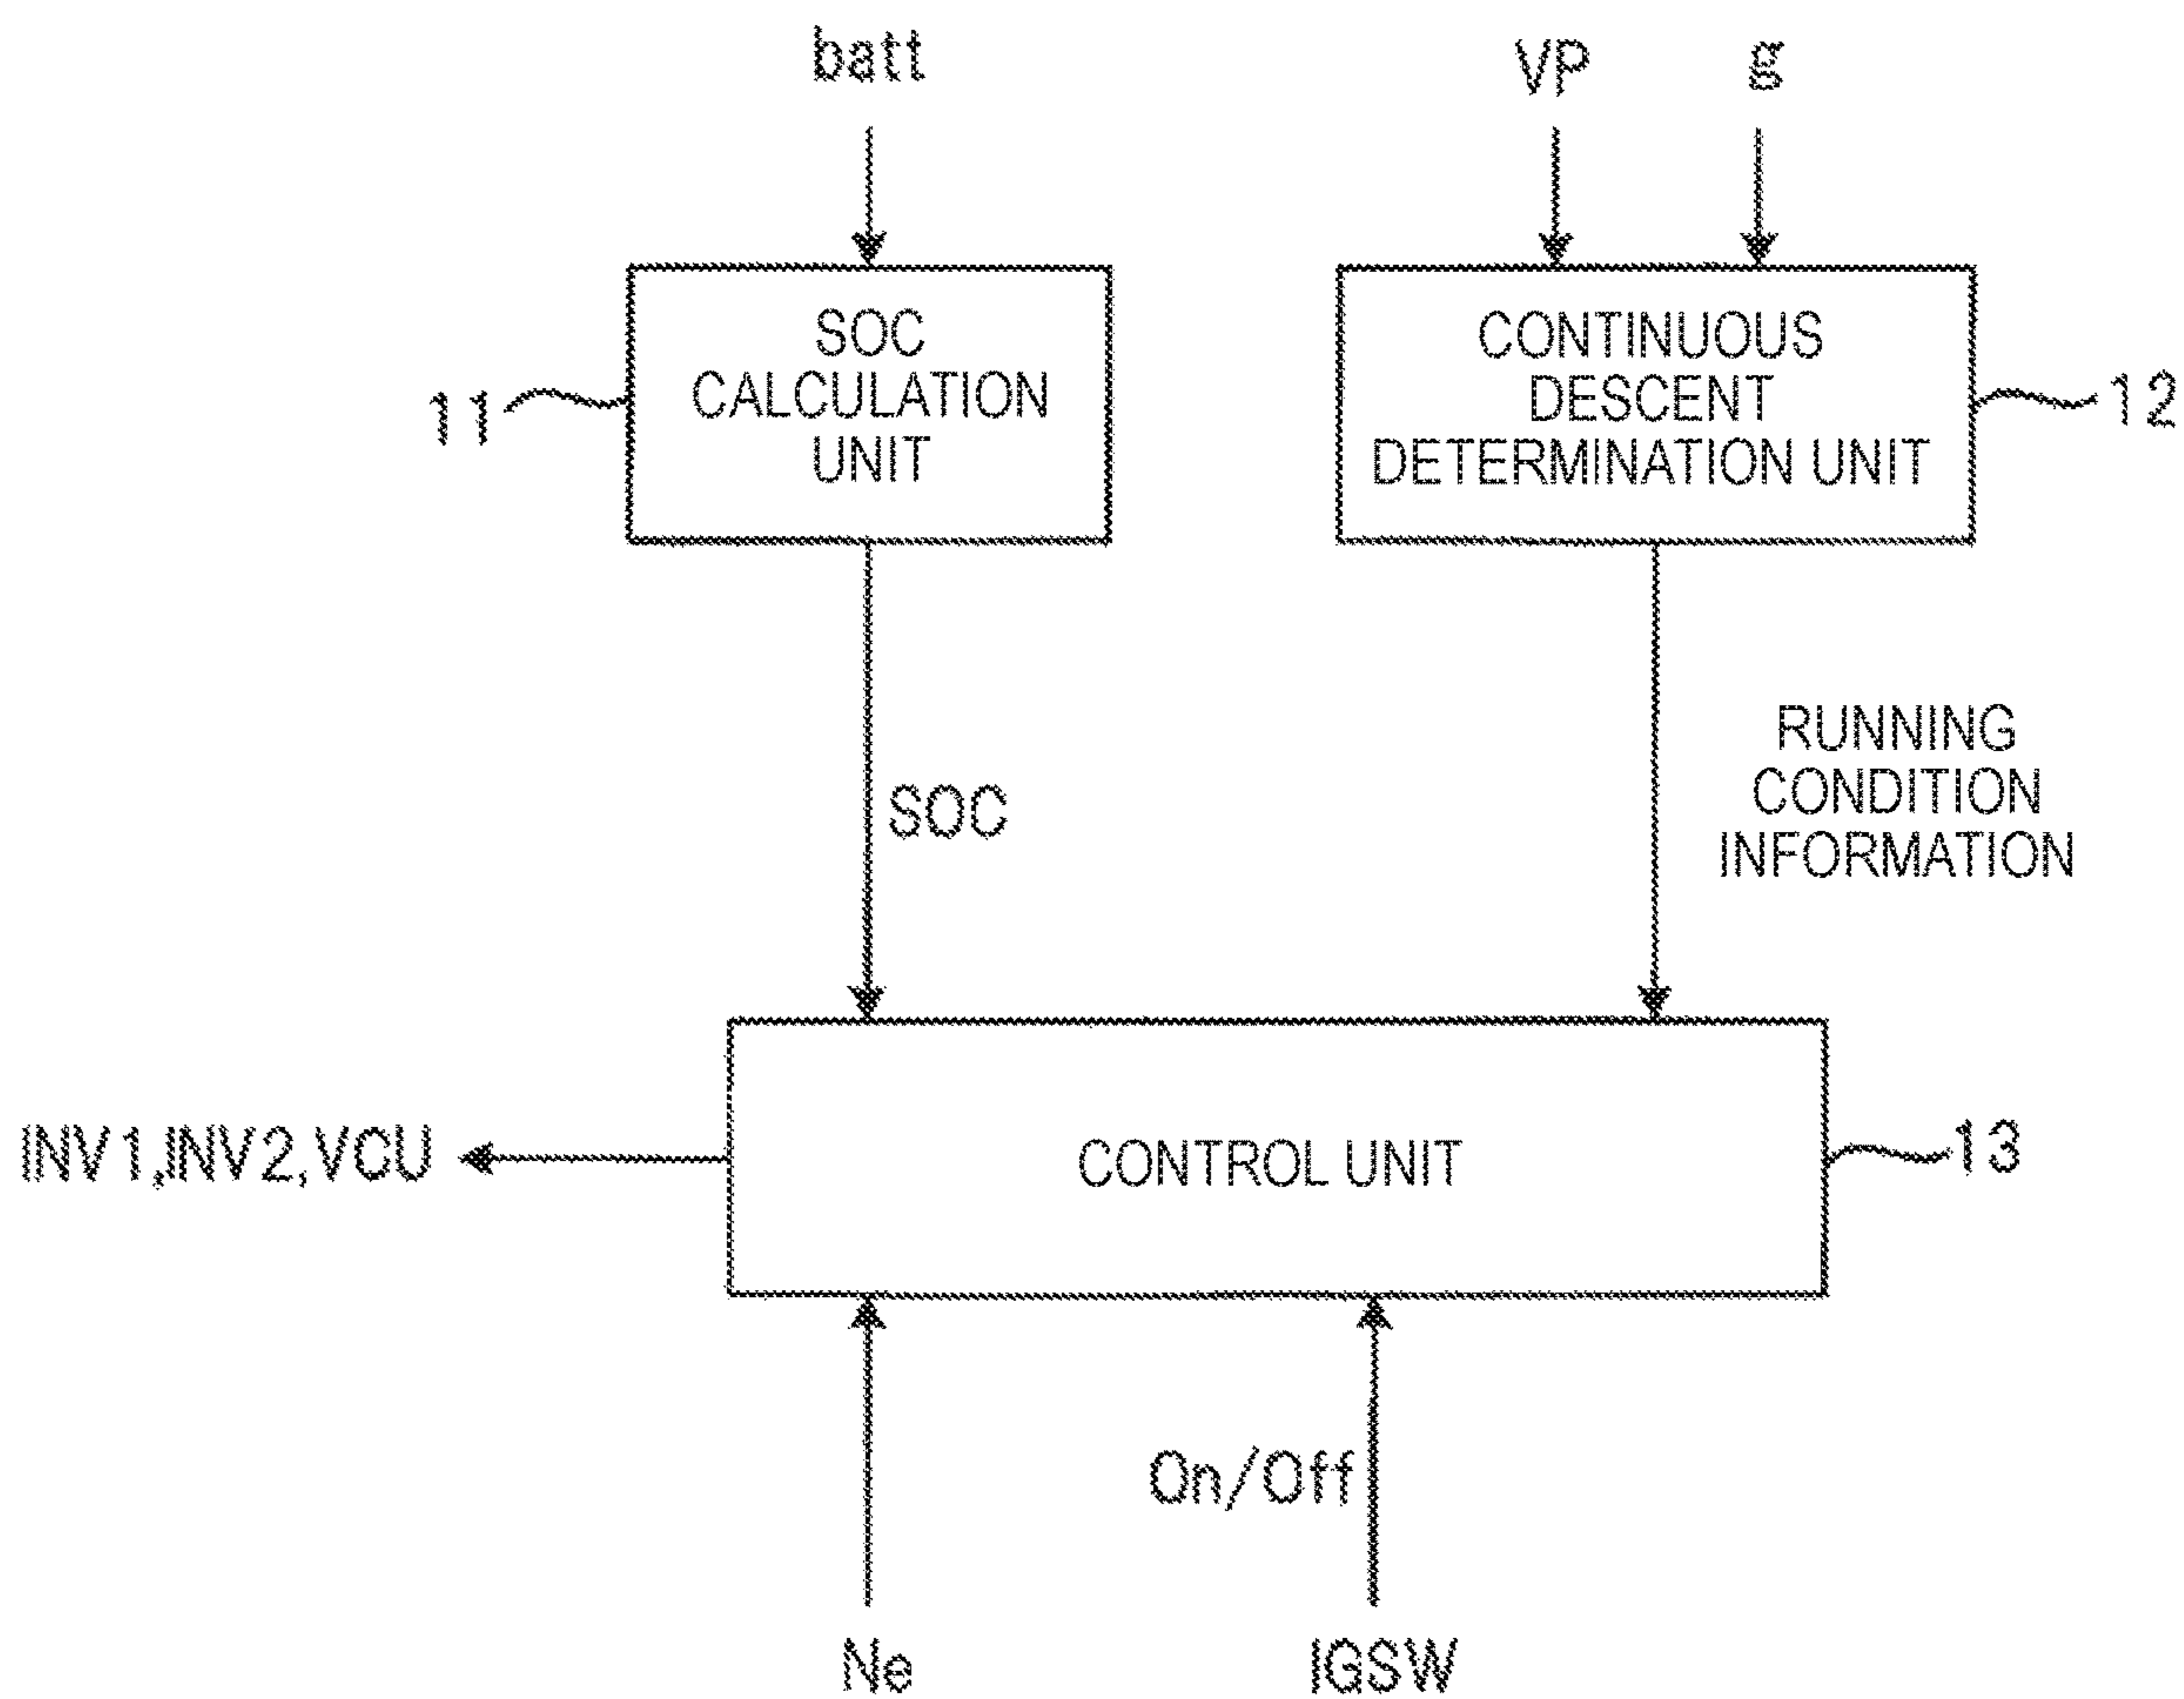 batt
VP
g
SOC
CALCULATION
UNIT
11
CONTINUOUS
DESCENT
DETERMINATION UNIT
12
SOC
RUNNING
CONDITION
INFORMATION
INV1,INV2,VCU
CONTROL UNIT
13
On/Off
Ne
IGSW